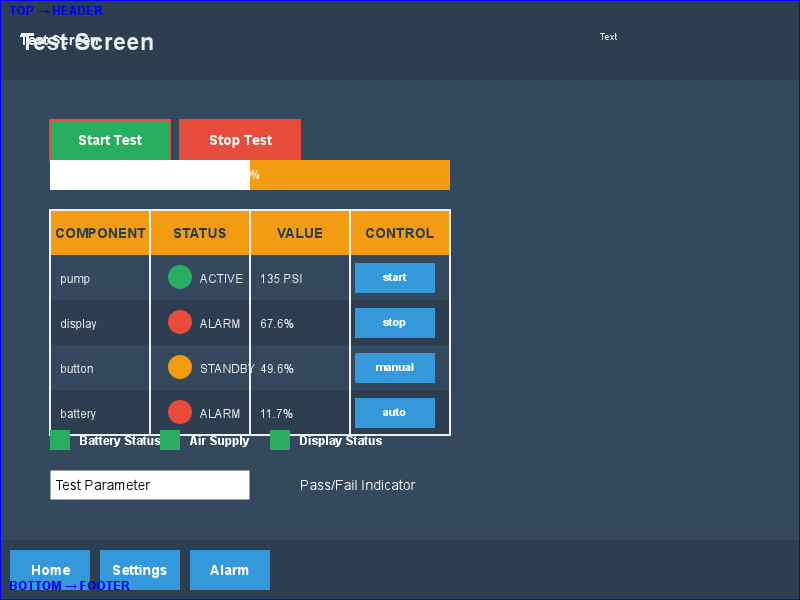 TOP → HEADER
Test Screen
Test Screen
Text
Start Test Stop Test
%
COMPONENT STATUS VALUE CONTROL
pump ACTIVE 135 PSI start
display ALARM 67.6% stop
button STANDBY 49.6% manual
battery ALARM 11.7% auto
Battery Status Air Supply Display Status
Test Parameter Pass/Fail Indicator
Home Settings Alarm
BOTTOM → FOOTER